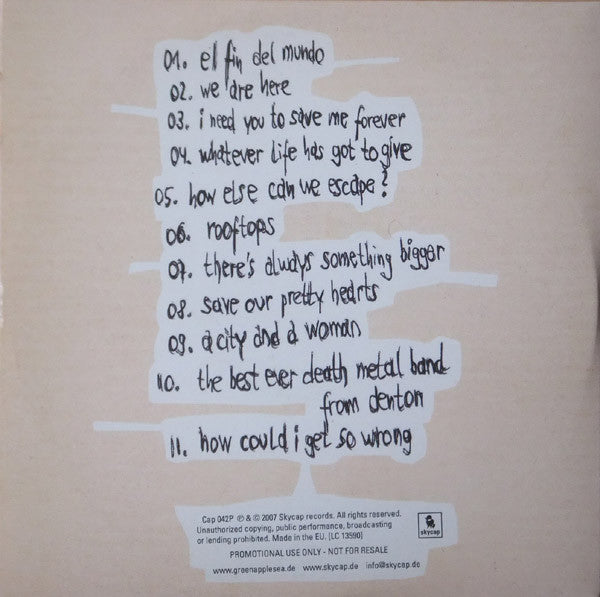 01. el fin del mundo
02. we are here
03. i need you to save me forever
04. whatever life has got to give
05. how else can we escape?
06. rooftops
07. there's always something bigger
08. save our pretty hearts
09. a city and a woman
10. the best ever death metal band
from denton
11. how could i get so wrong
Cap 042P ℗ & © 2007 Skycap records. All rights reserved.
Unauthorized copying, public performance, broadcasting
or lending prohibited. Made in the EU. [LC 13590]
skycap
PROMOTIONAL USE ONLY - NOT FOR RESALE
www.greenapplesea.de www.skycap.de info@skycap.de